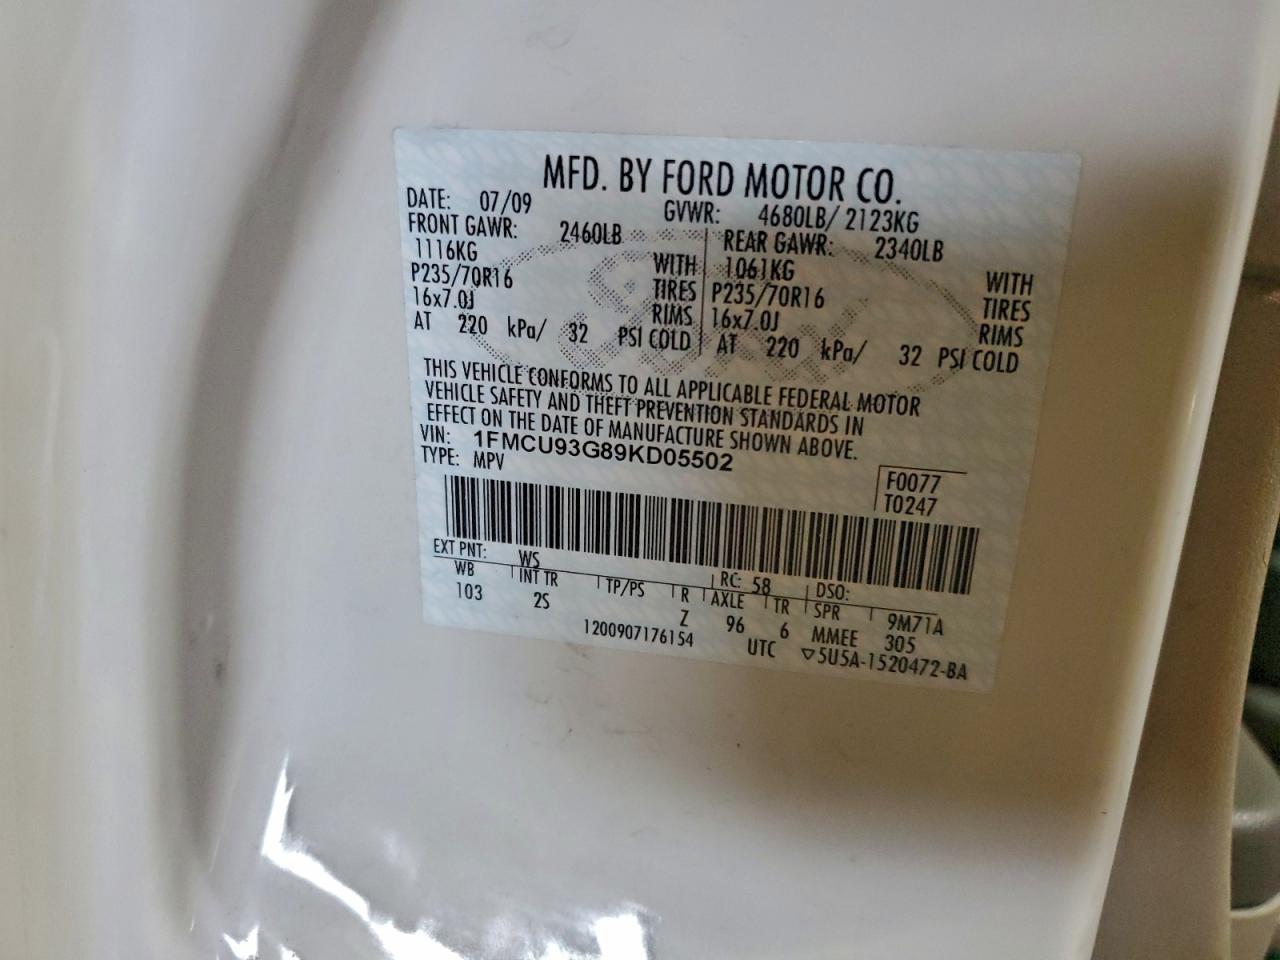 MFD. BY FORD MOTOR CO.
DATE: 07/09 GVWR: 4680LB/ 2123KG
FRONT GAWR: 2460LB REAR GAWR: 2340LB
1116KG WITH 1061KG WITH
P235/70R16 TIRES P235/70R16 TIRES
16x7.0J RIMS 16x7.0J RIMS
AT 220 kPa/ 32 PSI COLD AT 220 kPa/ 32 PSI COLD
THIS VEHICLE CONFORMS TO ALL APPLICABLE FEDERAL MOTOR
VEHICLE SAFETY AND THEFT PREVENTION STANDARDS IN
EFFECT ON THE DATE OF MANUFACTURE SHOWN ABOVE.
VIN: 1FMCU93G89KD05502
TYPE: MPV
F0077
T0247
EXT PNT: WS RC: 58 DSO:
WB INT TR TP/PS R AXLE TR SPR 9M71A
103 2S Z 96 6 MMEE 305
1200907176154 UTC ▽5U5A-1520472-BA